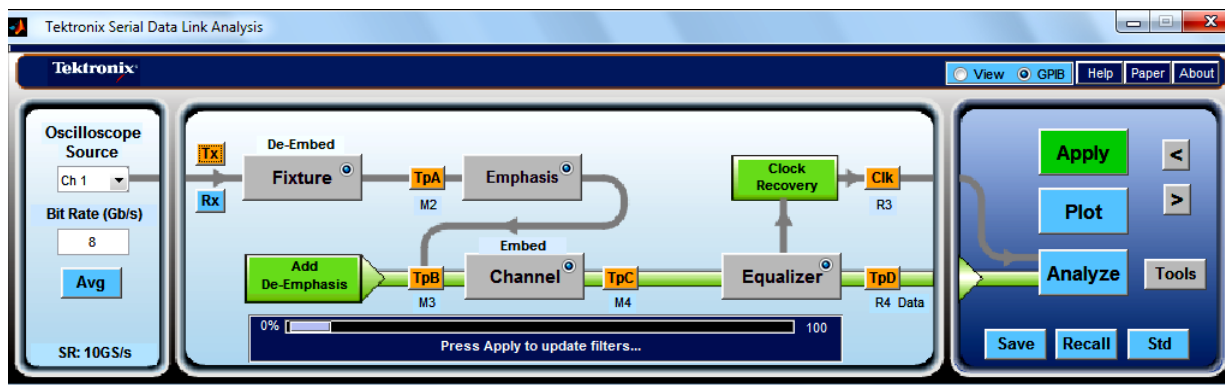 Tektronix Serial Data Link Analysis
Tektronix
View GPIB Help Paper About
Oscilloscope
Source
Ch 1
Bit Rate (Gb/s)
8
Avg
SR: 10GS/s
Tx
Rx
De-Embed
Fixture
TpA
M2
Emphasis
Clock
Recovery
Clk
R3
Add
De-Emphasis
TpB
M3
Embed
Channel
TpC
M4
Equalizer
TpD
R4 Data
0% 100
Press Apply to update filters...
Apply <
Plot >
Analyze Tools
Save Recall Std